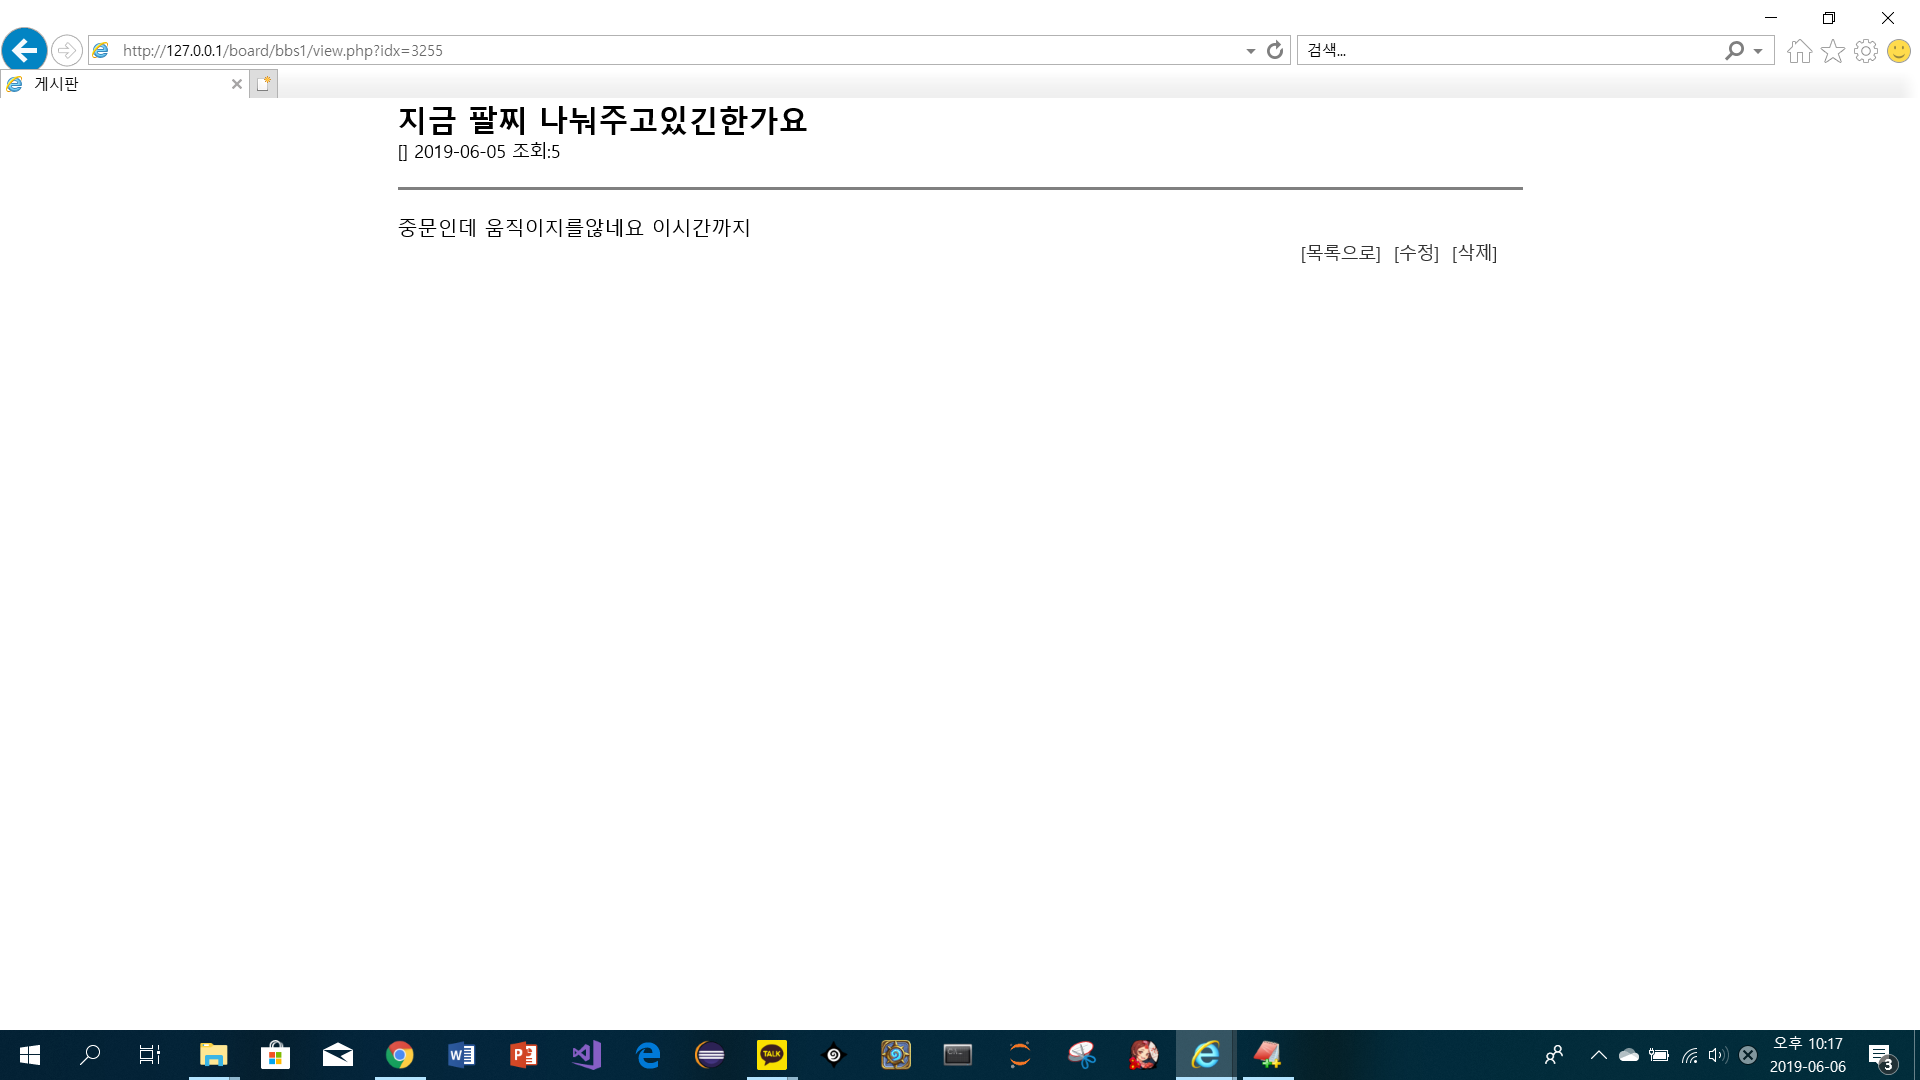 http://127.0.0.1/board/bbs1/view.php?idx=3255
검색...
게시판
지금 팔찌 나눠주고있긴한가요
[] 2019-06-05 조회:5
중문인데 움직이지를않네요 이시간까지
[목록으로] [수정] [삭제]
TALK
오후 10:17
2019-06-06
3